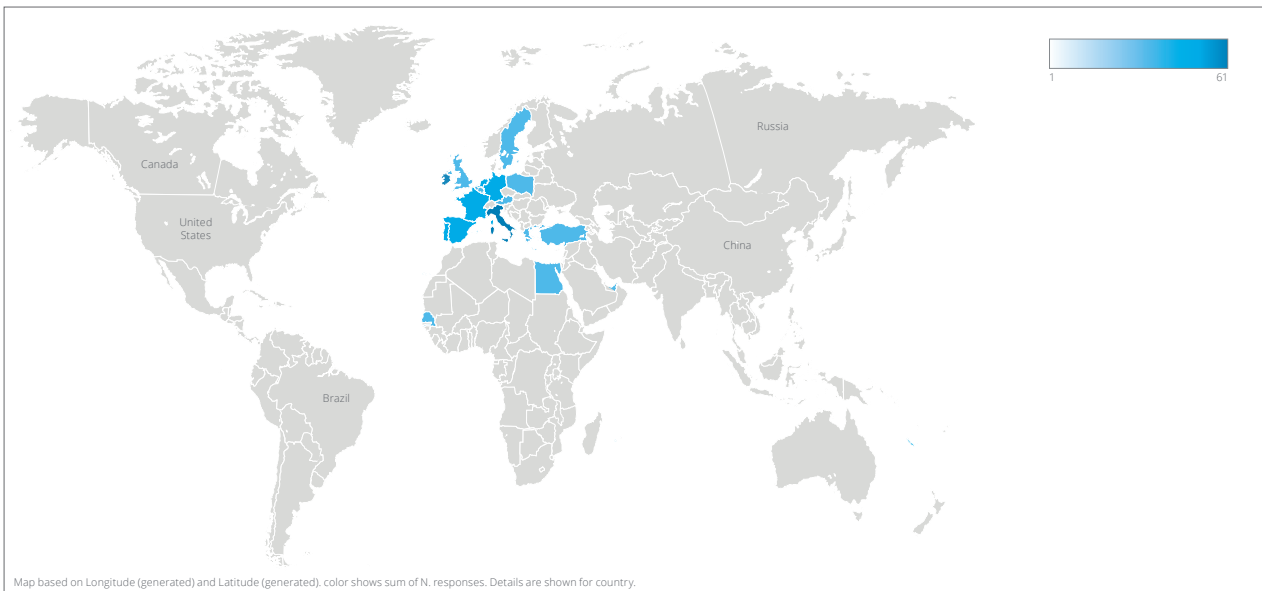 1 61
Russia
Canada
United
States
China
Brazil
Map based on Longitude (generated) and Latitude (generated). color shows sum of N. responses. Details are shown for country.